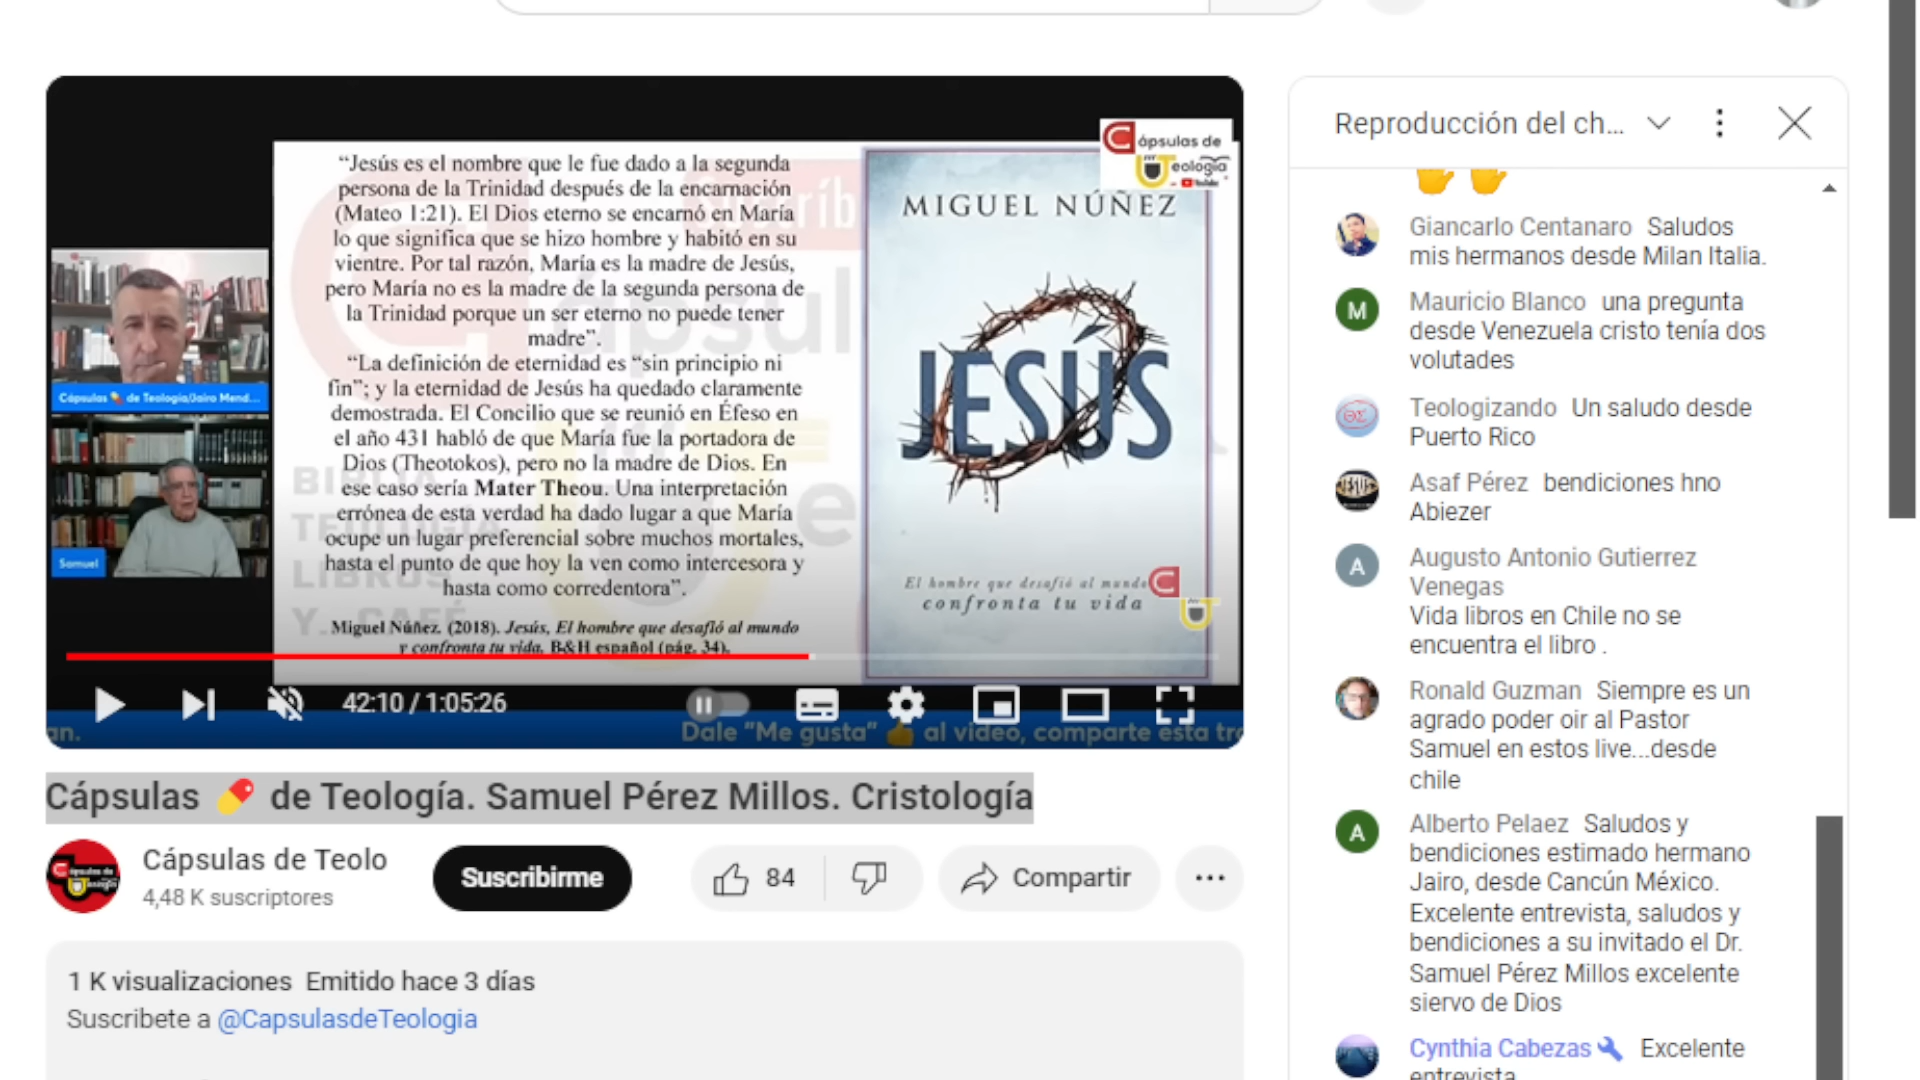 Reproducción del ch...
"Jesús es el nombre que le fue dado a la segunda
persona de la Trinidad después de la encarnación
(Mateo 1:21). El Dios eterno se encarnó en María
lo que significa que se hizo hombre y habitó en su
vientre. Por tal razón, María es la madre de Jesús,
pero María no es la madre de la segunda persona de
la Trinidad porque un ser eterno no puede tener
madre".
"La definición de eternidad es "sin principio ni
fin"; y la eternidad de Jesús ha quedado claramente
demostrada. El Concilio que se reunió en Éfeso en
el año 431 habló de que María fue la portadora de
Dios (Theotokos), pero no la madre de Dios. En
ese caso sería Mater Theou. Una interpretación
errónea de esta verdad ha dado lugar a que María
ocupe un lugar preferencial sobre muchos mortales,
hasta el punto de que hoy la ven como intercesora y
hasta como corredentora".
Miguel Núñez. (2018). Jesús, El hombre que desafió al mundo
y confronta tu vida. B&H español (pág. 34).
Cápsulas de
Teología
YouTube
MIGUEL NÚÑEZ
JESÚS
El hombre que desafió al mundo
confronta tu vida
Cápsulas 💊 de Teología/Jairo Mend...
Samuel
BIBLIA
TEOLOGÍA
LIBROS
Y CAFÉ
42:10 / 1:05:26
an.
Dale "Me gusta" 👍 al video, comparte esta tr
Cápsulas 💊 de Teología. Samuel Pérez Millos. Cristología
Cápsulas de Teolo
4,48 K suscriptores
Suscribirme
84
Compartir
1 K visualizaciones Emitido hace 3 días
Suscribete a @CapsulasdeTeologia
Giancarlo Centanaro Saludos
mis hermanos desde Milan Italia.
M
Mauricio Blanco una pregunta
desde Venezuela cristo tenía dos
volutades
Teologizando Un saludo desde
Puerto Rico
Asaf Pérez bendiciones hno
Abiezer
A
Augusto Antonio Gutierrez
Venegas
Vida libros en Chile no se
encuentra el libro .
Ronald Guzman Siempre es un
agrado poder oir al Pastor
Samuel en estos live...desde
chile
A
Alberto Pelaez Saludos y
bendiciones estimado hermano
Jairo, desde Cancún México.
Excelente entrevista, saludos y
bendiciones a su invitado el Dr.
Samuel Pérez Millos excelente
siervo de Dios
Cynthia Cabezas Excelente
entrevista